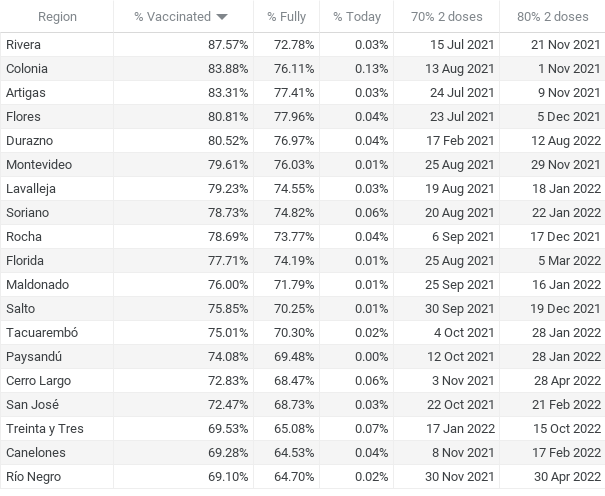 Region % Vaccinated % Fully % Today 70% 2 doses 80% 2 doses
Rivera 87.57% 72.78% 0.03% 15 Jul 2021 21 Nov 2021
Colonia 83.88% 76.11% 0.13% 13 Aug 2021 1 Nov 2021
Artigas 83.31% 77.41% 0.03% 24 Jul 2021 9 Nov 2021
Flores 80.81% 77.96% 0.04% 23 Jul 2021 5 Dec 2021
Durazno 80.52% 76.97% 0.04% 17 Feb 2021 12 Aug 2022
Montevideo 79.61% 76.03% 0.01% 25 Aug 2021 29 Nov 2021
Lavalleja 79.23% 74.55% 0.03% 19 Aug 2021 18 Jan 2022
Soriano 78.73% 74.82% 0.06% 20 Aug 2021 22 Jan 2022
Rocha 78.69% 73.77% 0.04% 6 Sep 2021 17 Dec 2021
Florida 77.71% 74.19% 0.01% 25 Aug 2021 5 Mar 2022
Maldonado 76.00% 71.79% 0.01% 25 Sep 2021 16 Jan 2022
Salto 75.85% 70.25% 0.01% 30 Sep 2021 19 Dec 2021
Tacuarembó 75.01% 70.30% 0.02% 4 Oct 2021 28 Jan 2022
Paysandú 74.08% 69.48% 0.00% 12 Oct 2021 28 Jan 2022
Cerro Largo 72.83% 68.47% 0.06% 3 Nov 2021 28 Apr 2022
San José 72.47% 68.73% 0.03% 22 Oct 2021 21 Feb 2022
Treinta y Tres 69.53% 65.08% 0.07% 17 Jan 2022 15 Oct 2022
Canelones 69.28% 64.53% 0.04% 8 Nov 2021 17 Feb 2022
Río Negro 69.10% 64.70% 0.02% 30 Nov 2021 30 Apr 2022